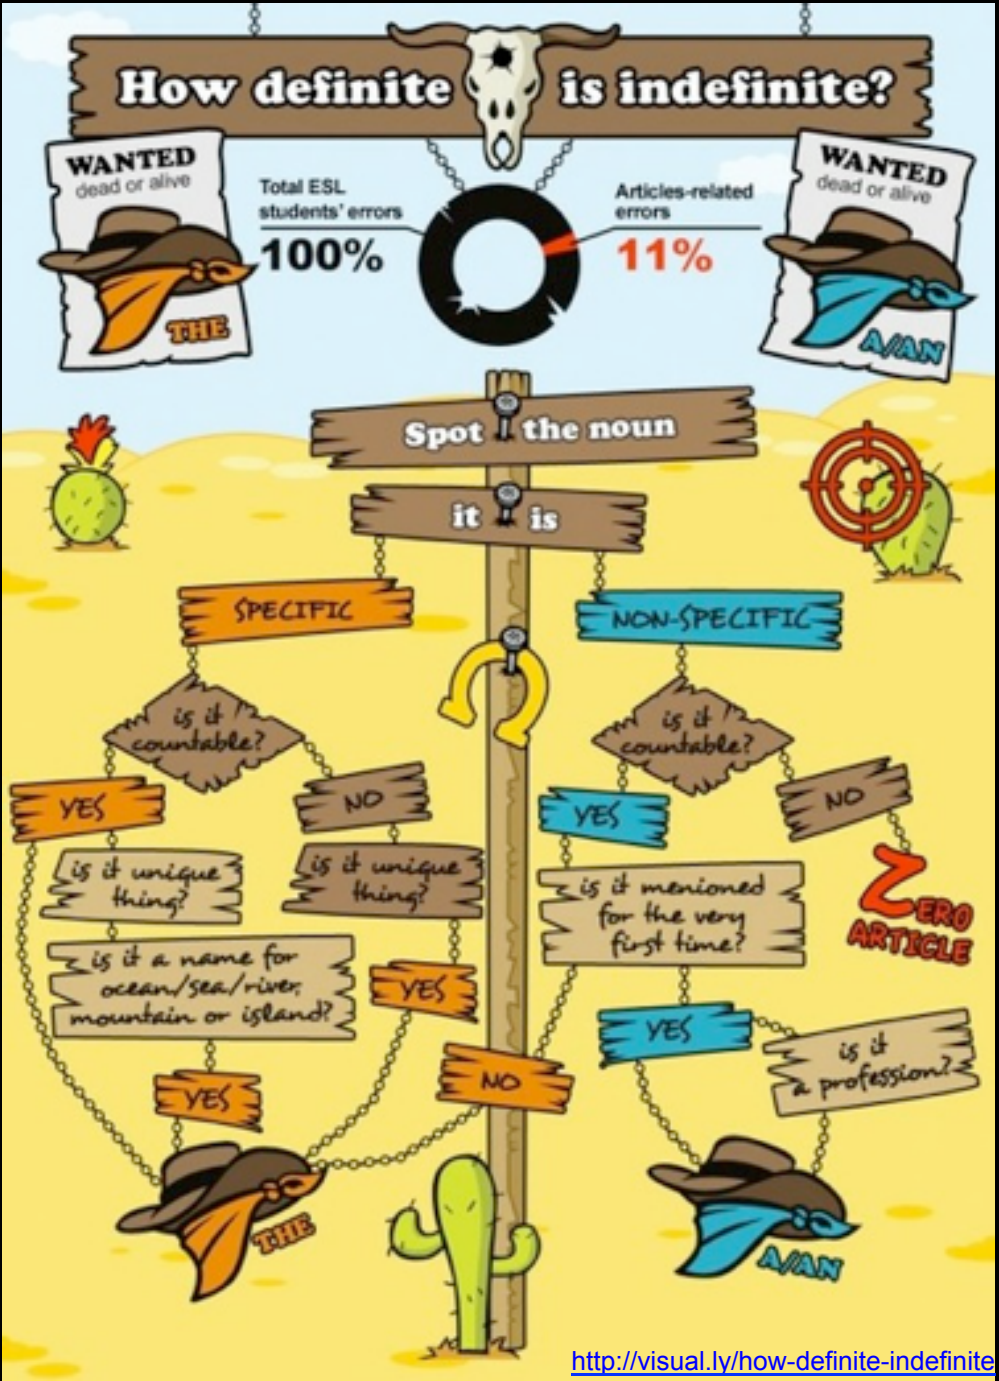 How definite is indefinite?
WANTED
dead or alive
THE
Total ESL
students' errors
100%
Articles-related
errors
11%
WANTED
dead or alive
A/AN
Spot the noun
it is
SPECIFIC
is it
countable?
YES
NO
is it unique
thing?
is it unique
thing?
is it a name for
ocean/sea/river,
mountain or island?
YES
YES
NO
THE
NON-SPECIFIC
is it
countable?
YES
NO
ZERO
ARTICLE
is it menioned
for the very
first time?
YES
is it
a profession?
A/AN
http://visual.ly/how-definite-indefinite